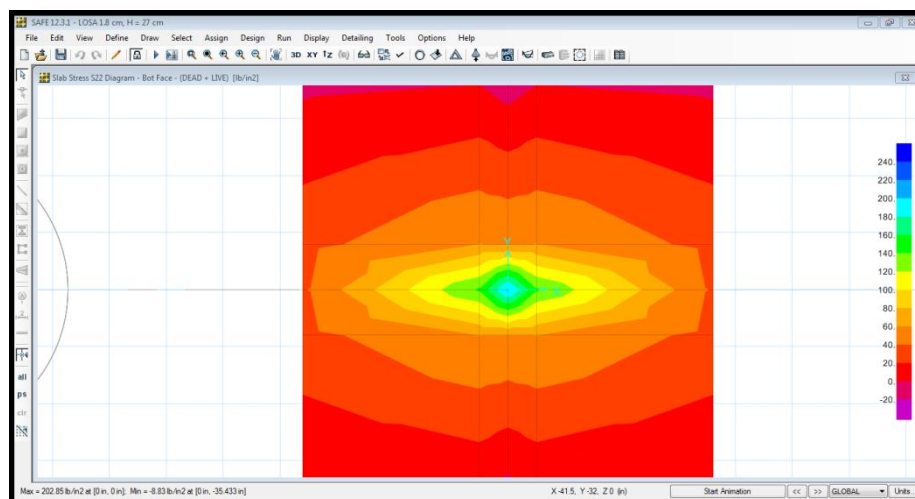 SAFE 12.3.1 - LOSA 1.8 cm, H = 27 cm
File Edit View Define Draw Select Assign Design Run Display Detailing Tools Options Help
3D XY
Slab Stress S22 Diagram - Bot Face - (DEAD + LIVE) [lb/in2]
240.
220.
200.
180.
160.
140.
120.
100.
80.
60.
40.
20.
0.
-20.
Y
X
all
ps
clr
Max = 202.85 lb/in2 at [0 in, 0 in]; Min = -8.83 lb/in2 at [0 in, -35.433 in]
X -41.5, Y -32, Z 0 (in)
Start Animation
<< >>
GLOBAL
Units